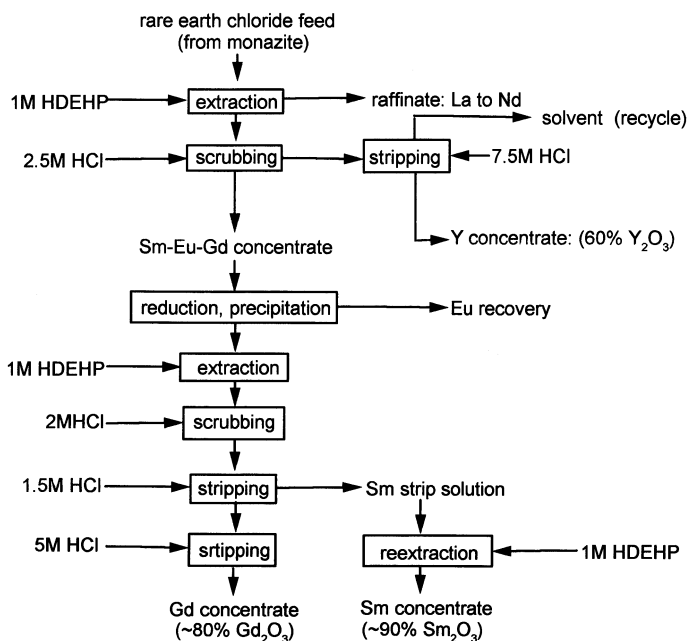 rare earth chloride feed
(from monazite)
1M HDEHP
extraction
raffinate: La to Nd
solvent (recycle)
2.5M HCl
scrubbing
stripping
7.5M HCl
Sm-Eu-Gd concentrate
Y concentrate: (60% Y₂O₃)
reduction, precipitation
Eu recovery
1M HDEHP
extraction
2MHCl
scrubbing
1.5M HCl
stripping
Sm strip solution
5M HCl
srtipping
reextraction
1M HDEHP
Gd concentrate
(~80% Gd₂O₃)
Sm concentrate
(~90% Sm₂O₃)